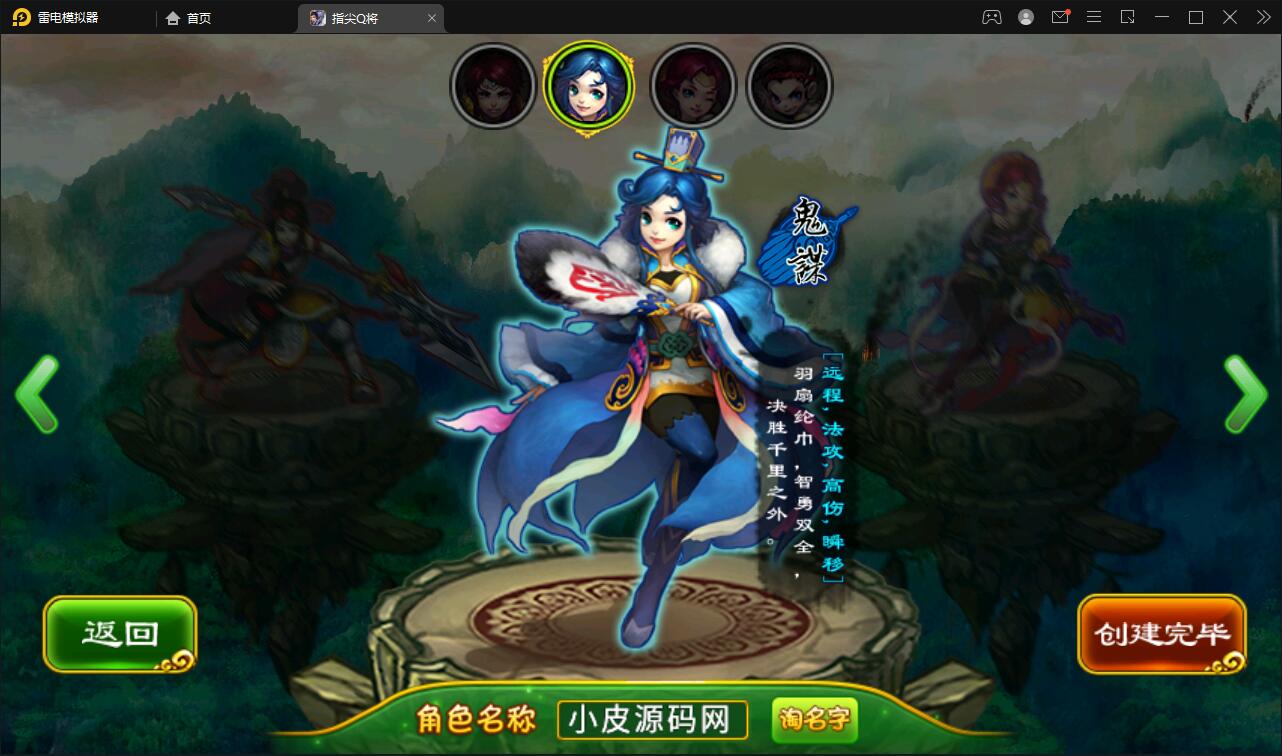 雷电模拟器
首页
指尖Q将
鬼謀
[远程,法攻,高伤,瞬移]
羽扇纶巾,智勇双全,
决胜千里之外。
返回
创建完毕
角色名称
小皮源码网
淘名字